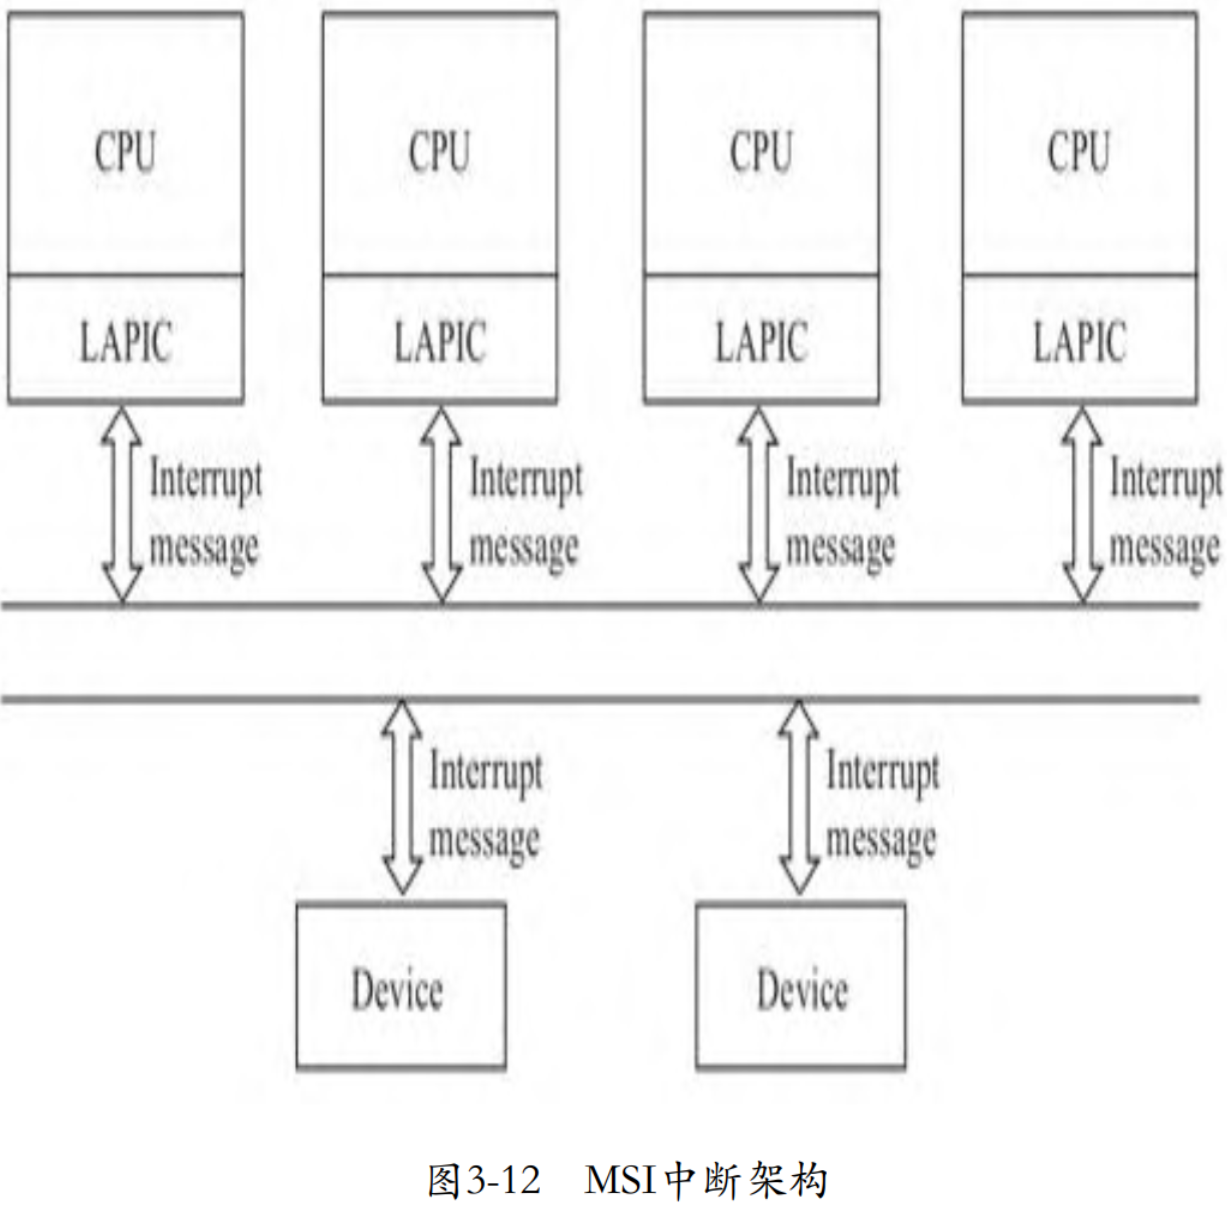 CPU CPU CPU CPU
LAPIC LAPIC LAPIC LAPIC
Interrupt Interrupt Interrupt Interrupt
message message message message
Interrupt Interrupt
message message
Device Device
图3-12 MSI中断架构